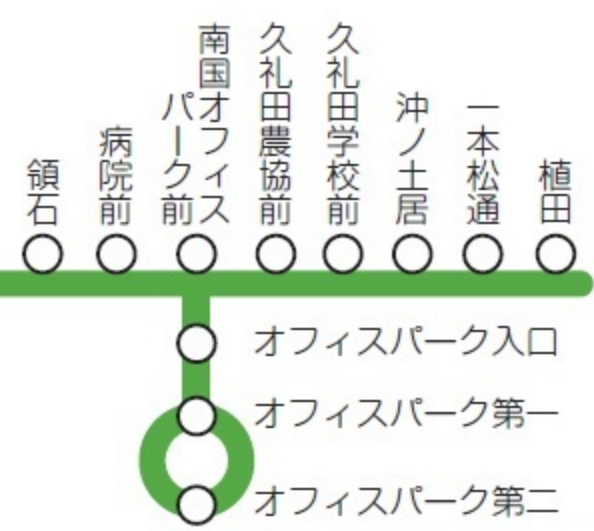 領石
病院前
南国オフィス
パーク前
久礼田農協前
久礼田学校前
沖ノ土居
一本松通
植田
オフィスパーク入口
オフィスパーク第一
オフィスパーク第二